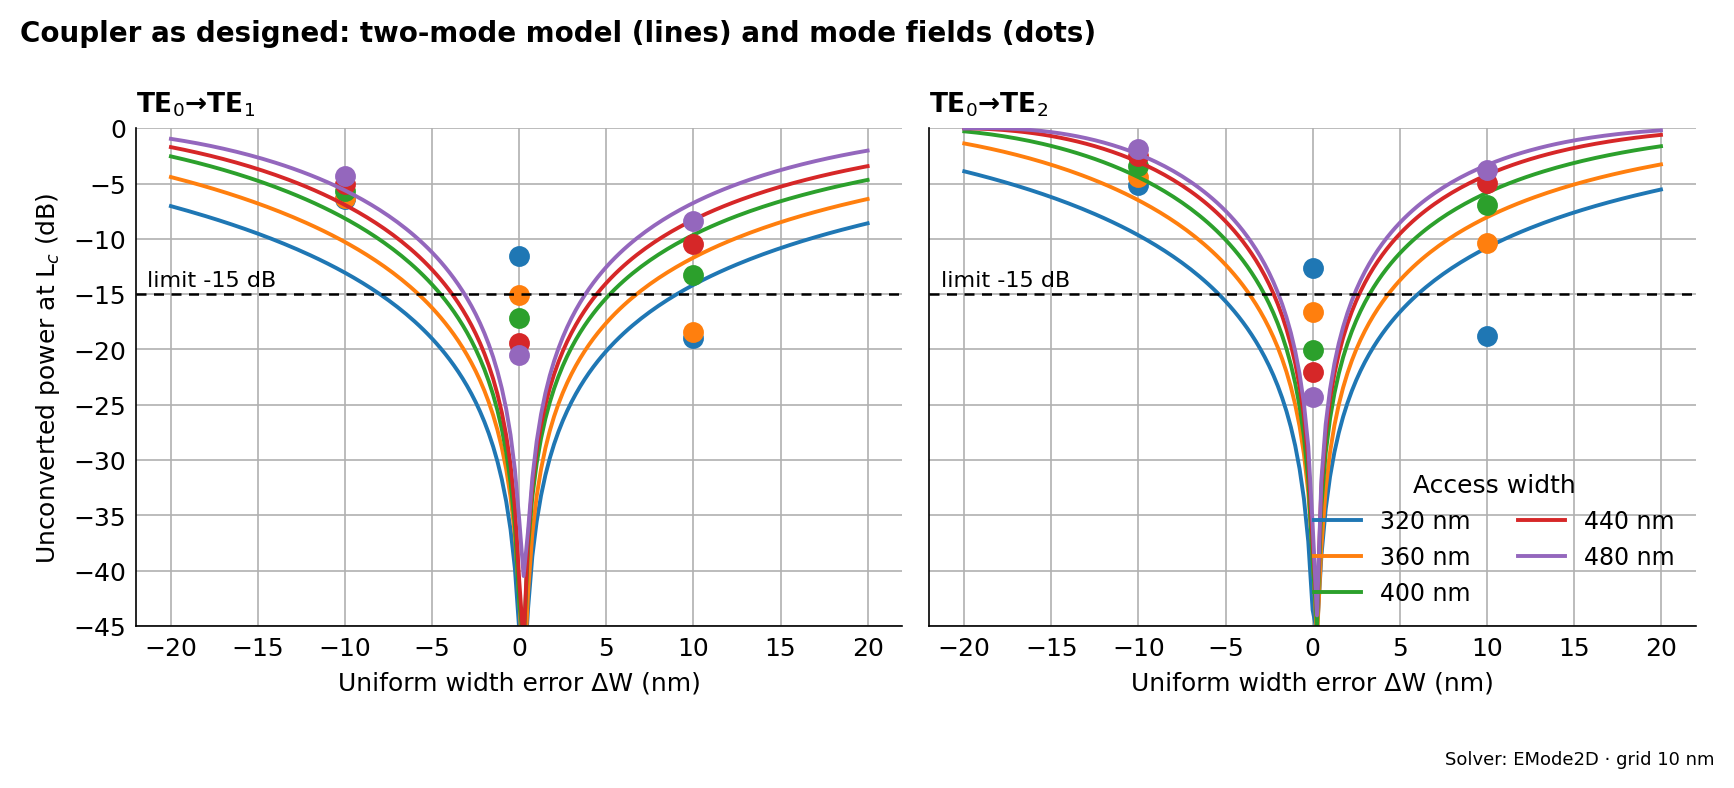 Coupler as designed: two-mode model (lines) and mode fields (dots)
TE₀→TE₁
TE₀→TE₂
Unconverted power at L_c (dB)
0
−5
−10
−15
−20
−25
−30
−35
−40
−45
limit -15 dB
limit -15 dB
Access width
320 nm
360 nm
400 nm
440 nm
480 nm
−20 −15 −10 −5 0 5 10 15 20
−20 −15 −10 −5 0 5 10 15 20
Uniform width error ΔW (nm)
Uniform width error ΔW (nm)
Solver: EMode2D · grid 10 nm